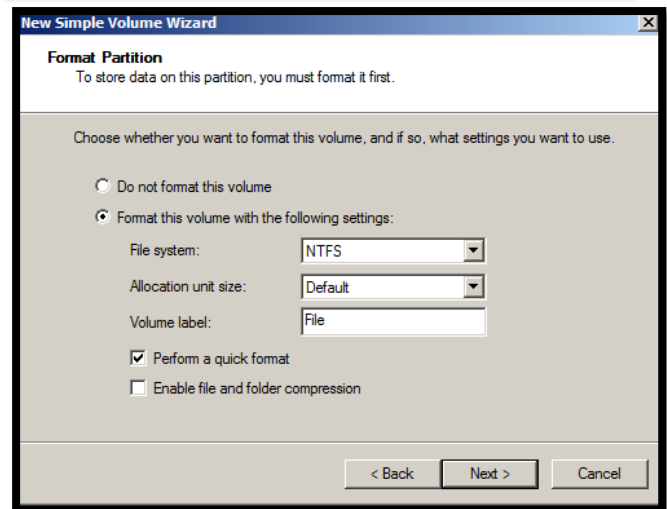 New Simple Volume Wizard
Format Partition
To store data on this partition, you must format it first.
Choose whether you want to format this volume, and if so, what settings you want to use.
Do not format this volume
Format this volume with the following settings:
File system: NTFS
Allocation unit size: Default
Volume label: File
Perform a quick format
Enable file and folder compression
< Back Next > Cancel